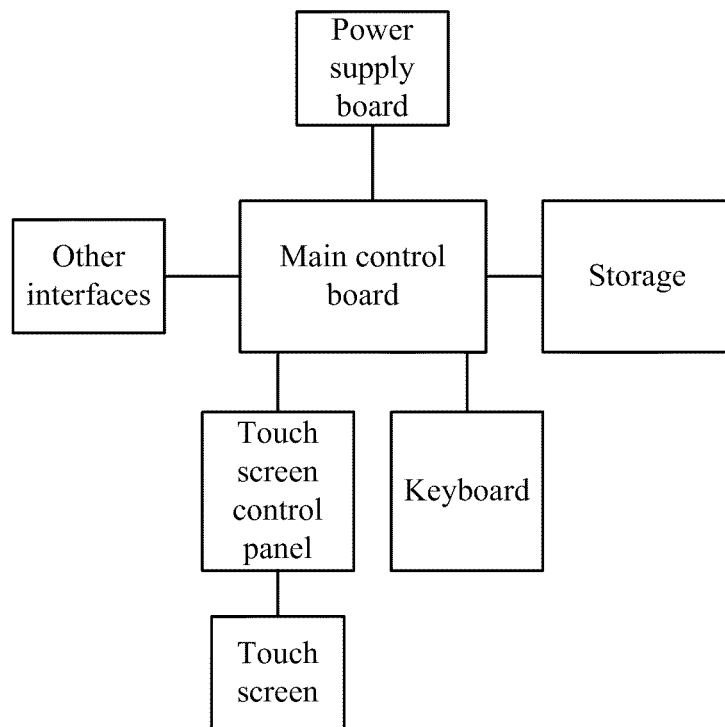 Power
supply
board
Other
interfaces
Main control
board
Storage
Touch
screen
control
panel
Keyboard
Touch
screen